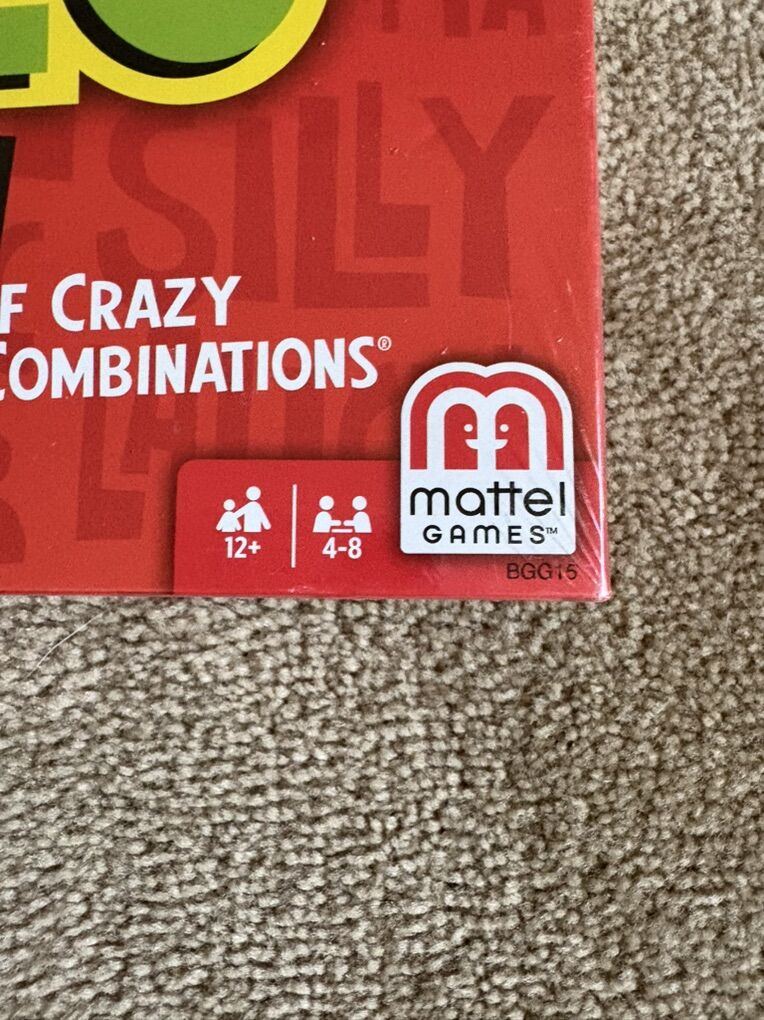 SILLY
F CRAZY
COMBINATIONS®
mattel
GAMES™
12+
4-8
BGG15